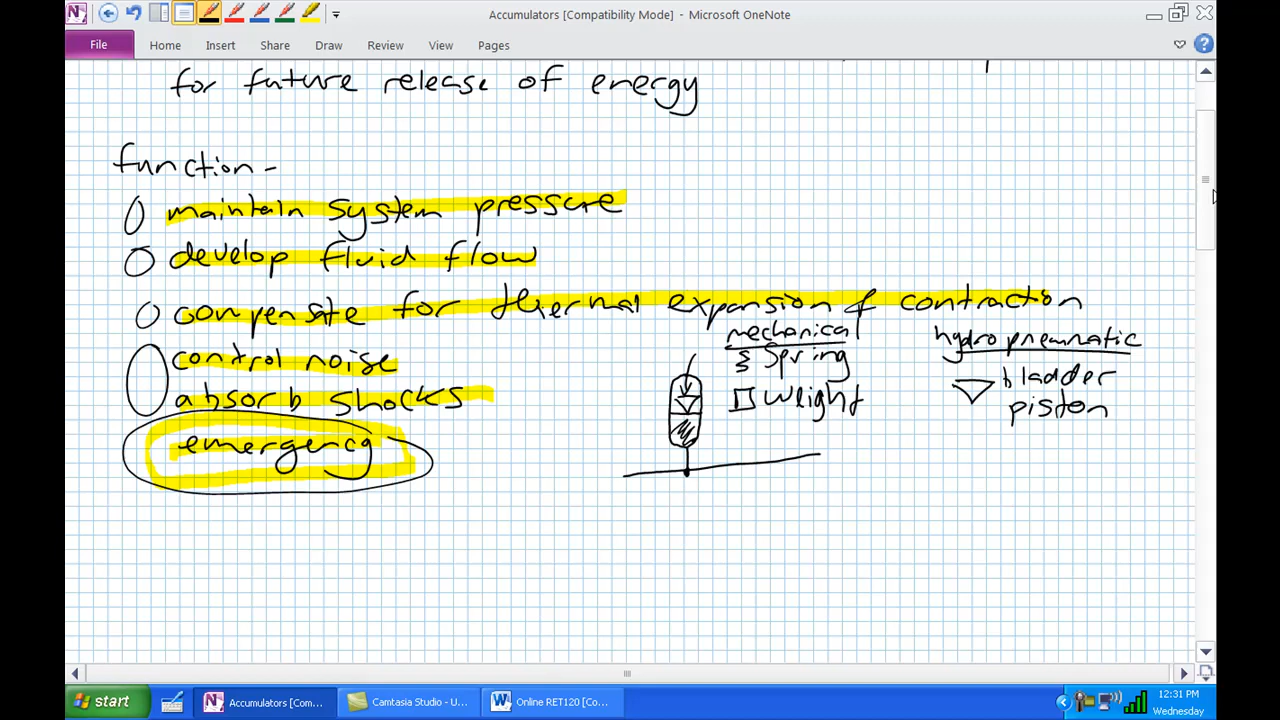 Accumulators [Compatibility Mode] - Microsoft OneNote
File Home Insert Share Draw Review View Pages
for future release of energy
function -
maintain system pressure
develop fluid flow
compensate for thermal expansion & contraction
mechanical
hydropneumatic
control noise
Spring
bladder
absorb shocks
Weight
piston
emergency
start
Accumulators [Com...
Camtasia Studio - U...
Online RET120 [Co...
12:31 PM
Wednesday